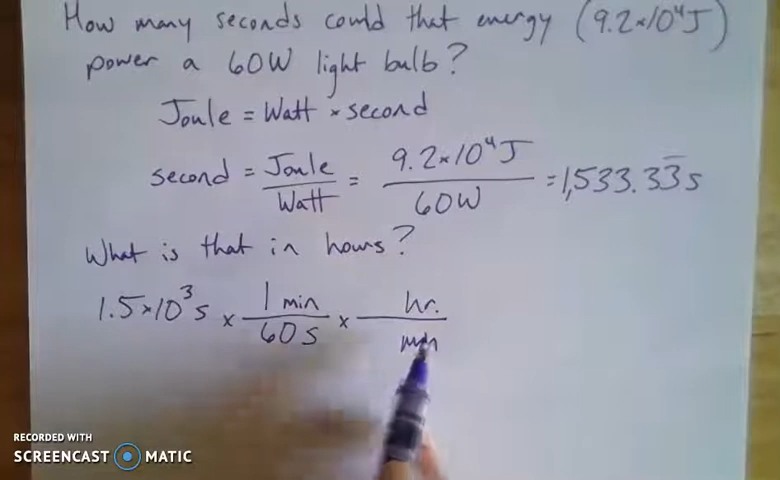 How many seconds could that energy (9.2×10⁴J)
power a 60W light bulb?
Joule = Watt × second
second = Joule/Watt = 9.2×10⁴J/60W = 1,533.33̅s
What is that in hours?
1.5×10³s × 1 min/60s × hr./min
RECORDED WITH
SCREENCAST MATIC